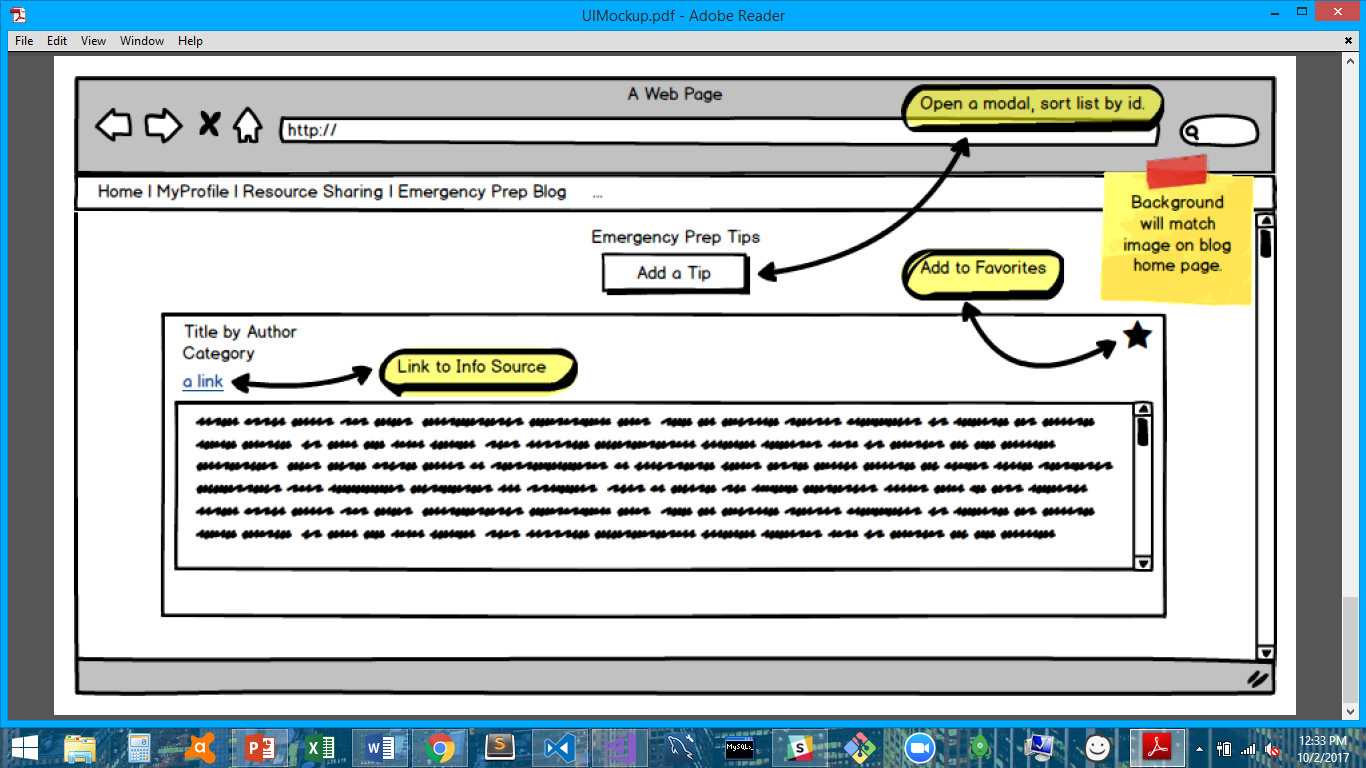 UIMockup.pdf - Adobe Reader
File Edit View Window Help
A Web Page
Open a modal, sort list by id.
http://
Home | MyProfile | Resource Sharing | Emergency Prep Blog ...
Background
will match
image on blog
home page.
Emergency Prep Tips
Add a Tip
Add to Favorites
Title by Author
Category
a link
Link to Info Source
MySQL
12:33 PM
10/2/2017